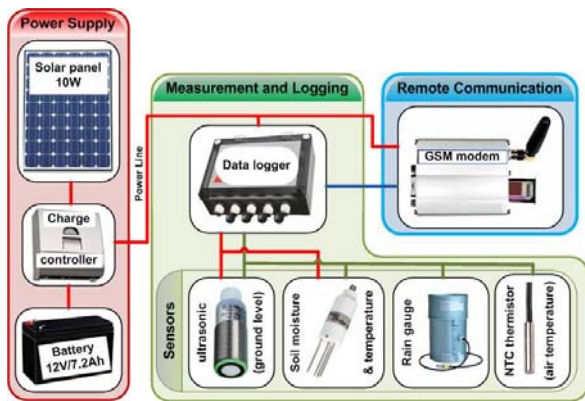 Power Supply
Solar panel
10W
Charge
controller
Battery
12V/7.2Ah
Power Line
Measurement and Logging
Data logger
Remote Communication
GSM modem
Sensors
ultrasonic
(ground level)
Soil moisture
& temperature
Rain gauge
NTC thermistor
(air temperature)